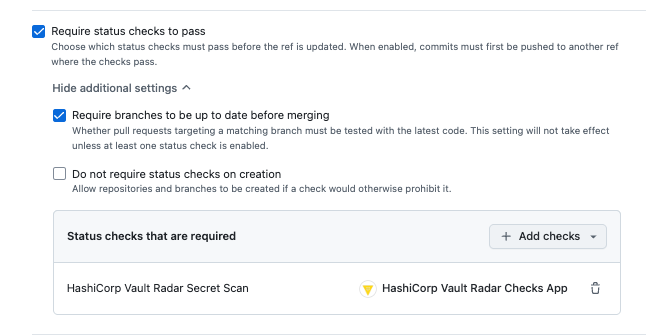 Require status checks to pass
Choose which status checks must pass before the ref is updated. When enabled, commits must first be pushed to another ref
where the checks pass.
Hide additional settings
Require branches to be up to date before merging
Whether pull requests targeting a matching branch must be tested with the latest code. This setting will not take effect
unless at least one status check is enabled.
Do not require status checks on creation
Allow repositories and branches to be created if a check would otherwise prohibit it.
Status checks that are required
+ Add checks
HashiCorp Vault Radar Secret Scan
HashiCorp Vault Radar Checks App